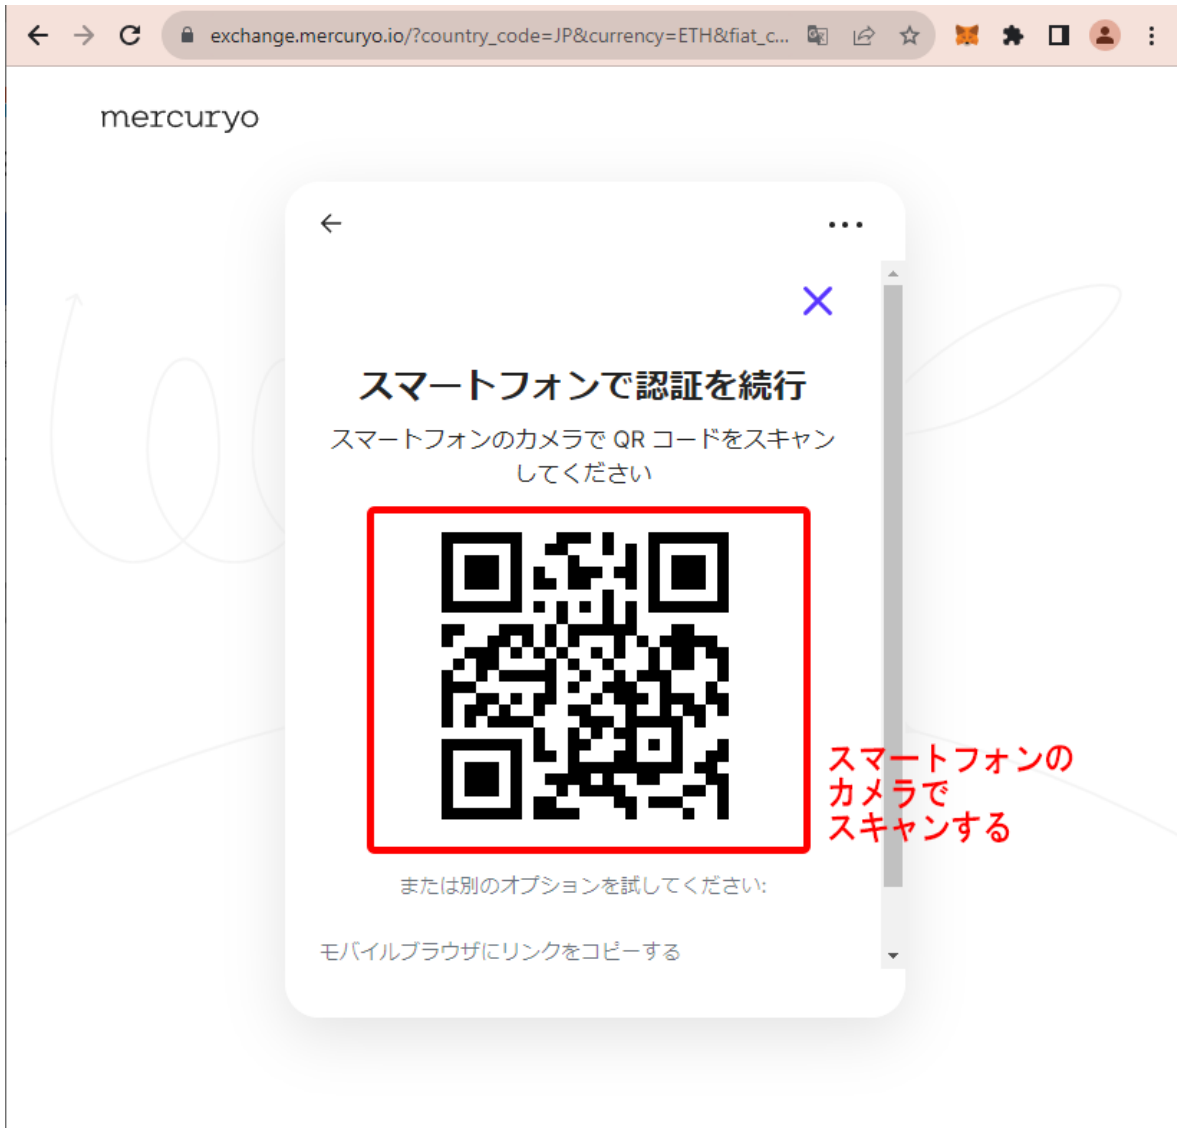 exchange.mercuryo.io/?country_code=JP&currency=ETH&fiat_c...
mercuryo
スマートフォンで認証を続行
スマートフォンのカメラで QR コードをスキャン
してください
スマートフォンの
カメラで
スキャンする
または別のオプションを試してください:
モバイルブラウザにリンクをコピーする